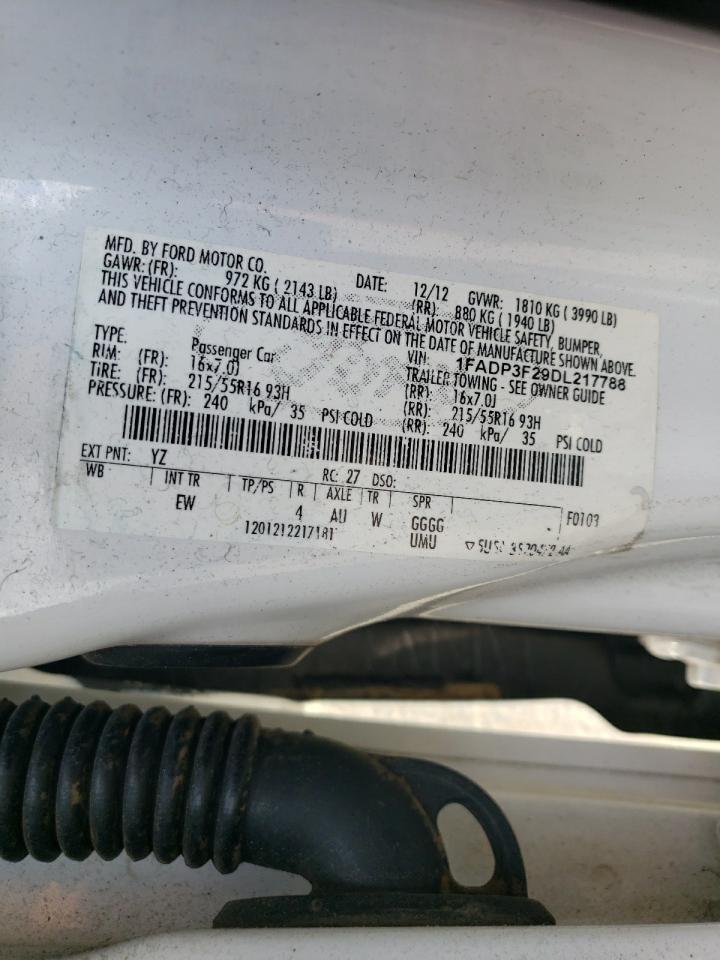 MFD. BY FORD MOTOR CO. DATE: 12/12 GVWR: 1810 KG ( 3990 LB)
GAWR: (FR): 972 KG ( 2143 LB) (RR): 880 KG ( 1940 LB)
THIS VEHICLE CONFORMS TO ALL APPLICABLE FEDERAL MOTOR VEHICLE SAFETY, BUMPER,
AND THEFT PREVENTION STANDARDS IN EFFECT ON THE DATE OF MANUFACTURE SHOWN ABOVE.
VIN: 1FADP3F29DL217788
TYPE: Passenger Car TRAILER TOWING - SEE OWNER GUIDE
RIM: (FR): 16x7.0J (RR): 16x7.0J
TIRE: (FR): 215/55R16 93H (RR): 215/55R16 93H
PRESSURE: (FR): 240 kPa/ 35 PSI COLD (RR): 240 kPa/ 35 PSI COLD
EXT PNT: YZ RC: 27 DSO:
WB INT TR TP/PS R AXLE TR SPR F0103
EW 4 AU W GGGG
1201212217181 UMU